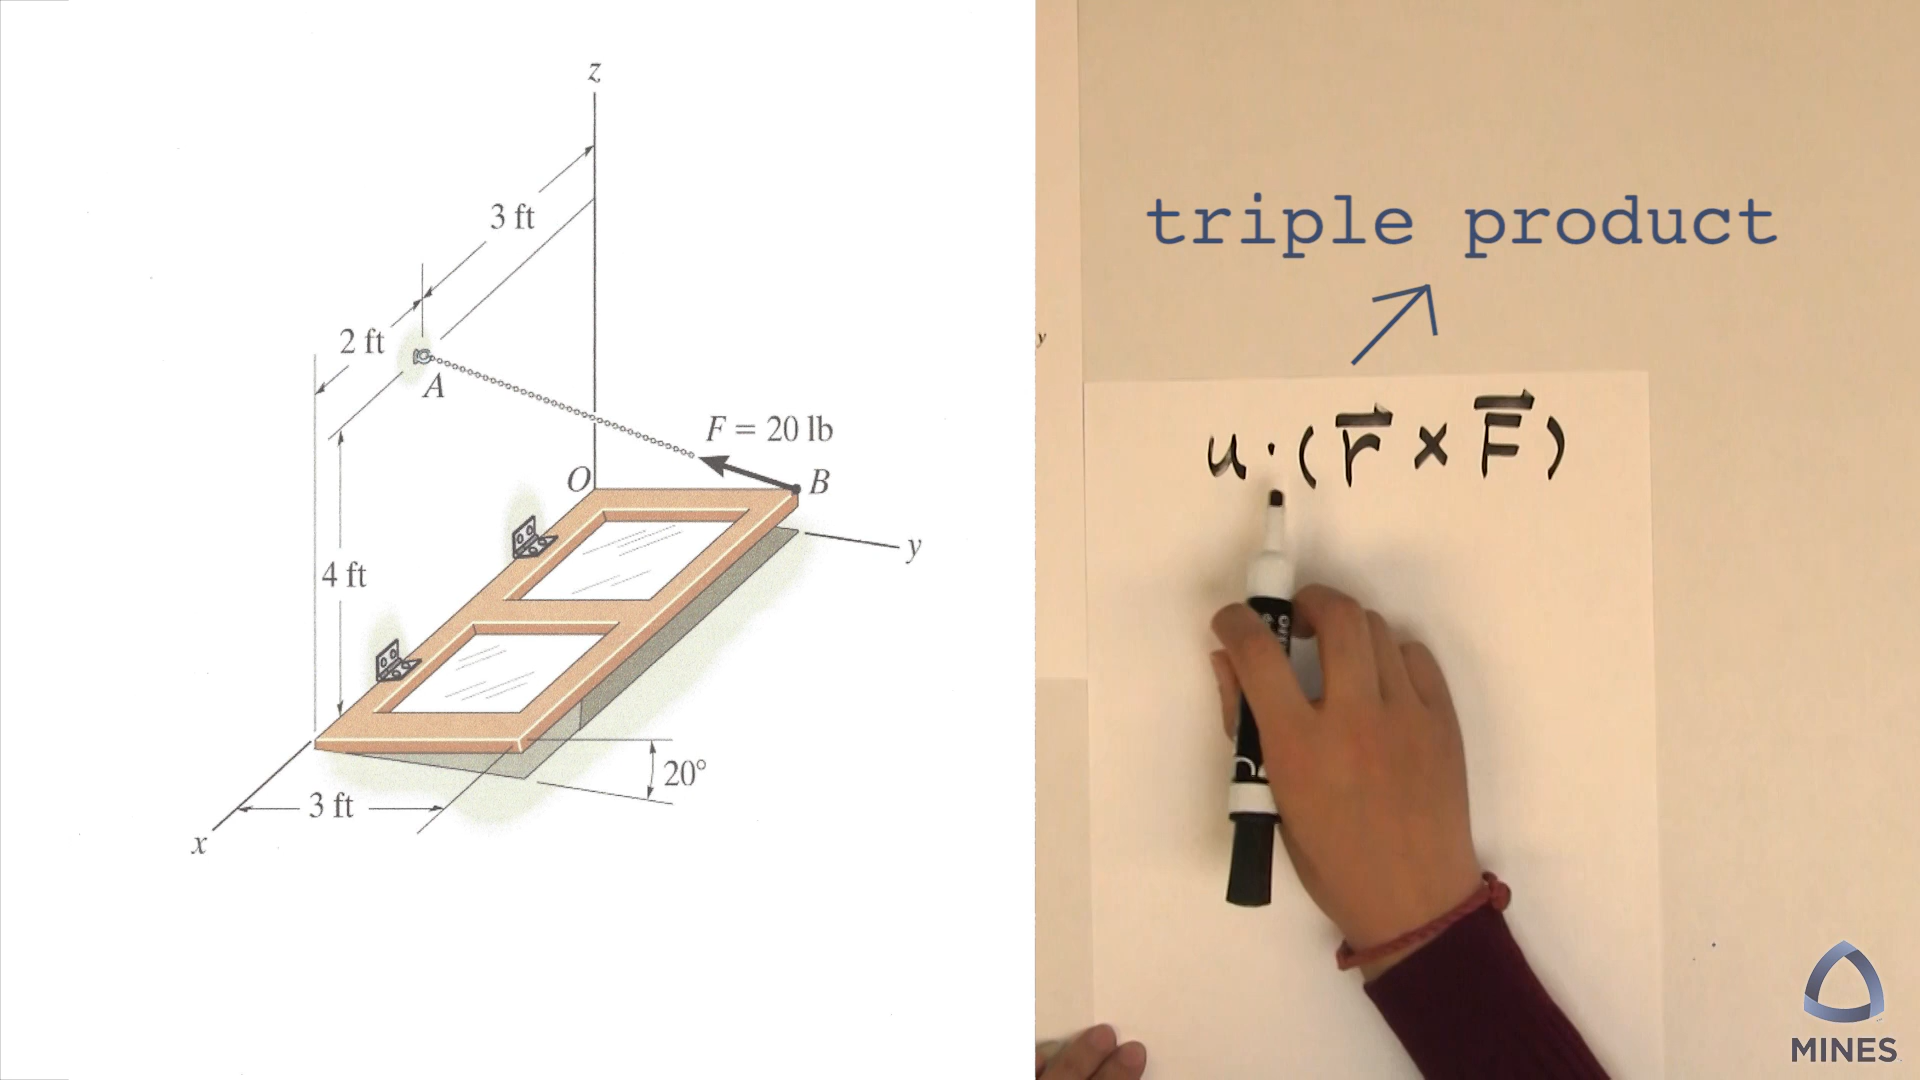 z
3 ft
2 ft
A
F = 20 lb
O
B
y
4 ft
20°
3 ft
x
triple product
y
u · (r⃗ × F⃗)
MINES